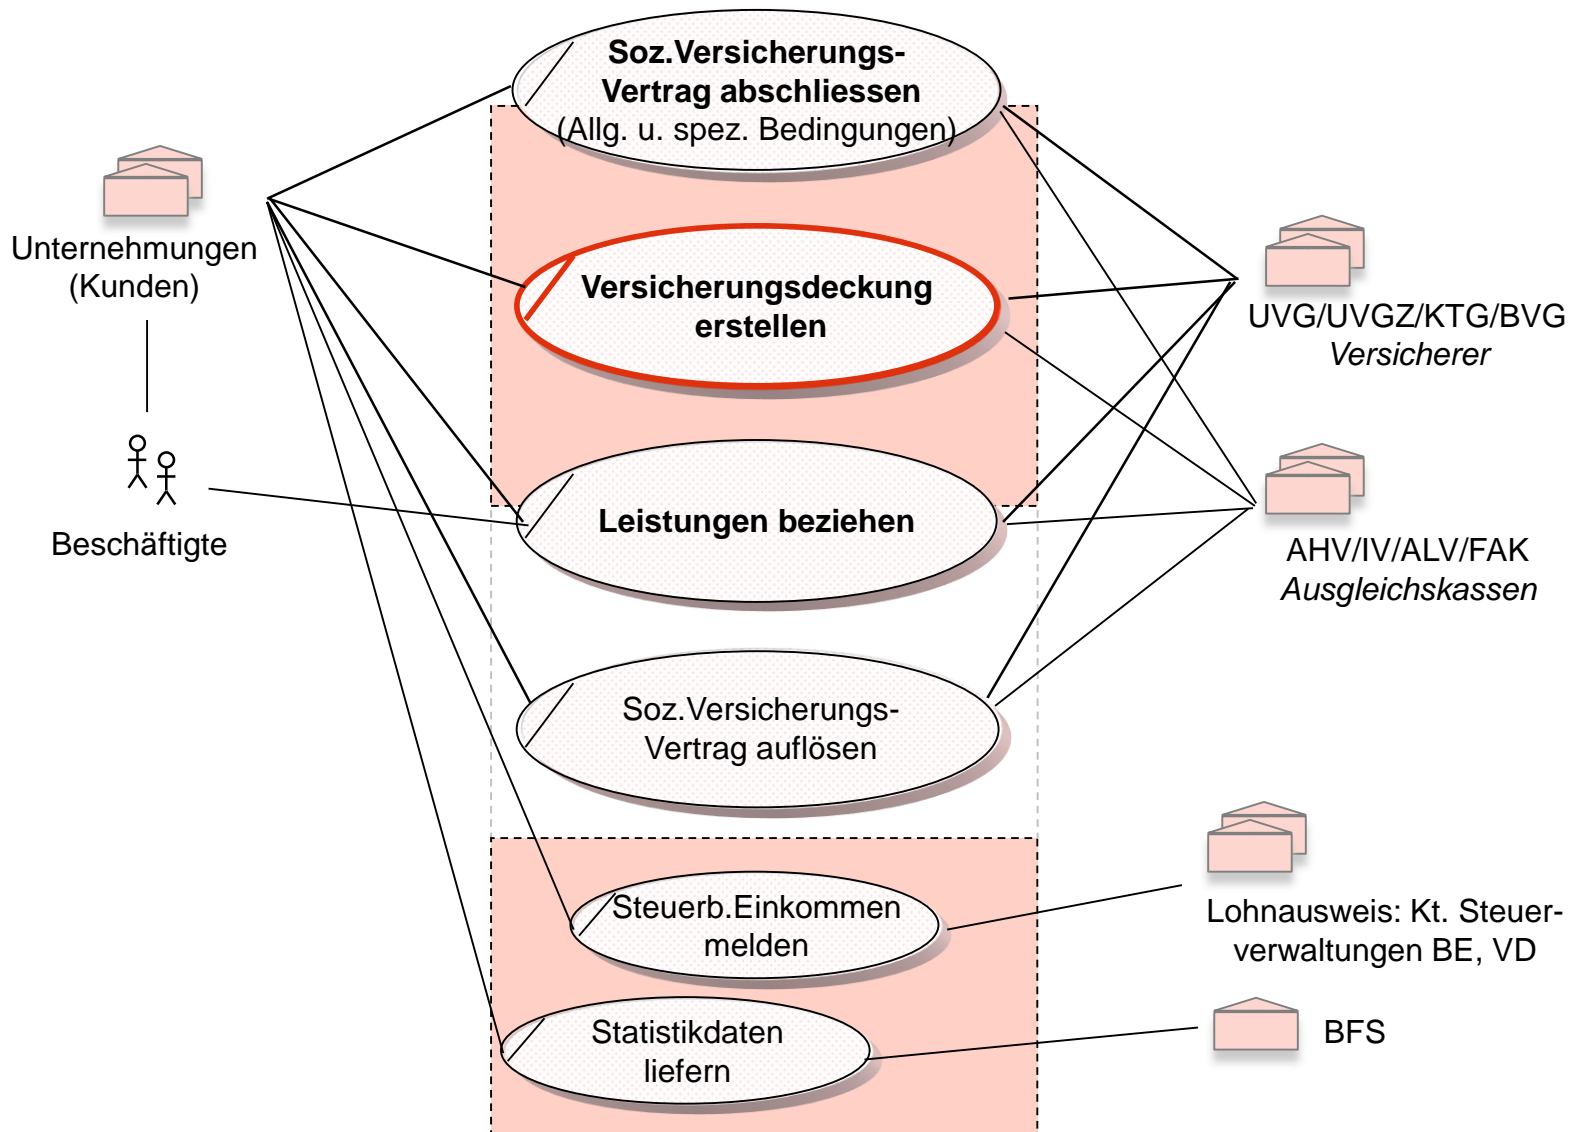 Soz.Versicherungs-
Vertrag abschliessen
(Allg. u. spez. Bedingungen)
Unternehmungen
(Kunden)
Versicherungsdeckung
erstellen
UVG/UVGZ/KTG/BVG
Versicherer
Beschäftigte
Leistungen beziehen
AHV/IV/ALV/FAK
Ausgleichskassen
Soz.Versicherungs-
Vertrag auflösen
Steuerb.Einkommen
melden
Lohnausweis: Kt. Steuer-
verwaltungen BE, VD
Statistikdaten
liefern
BFS